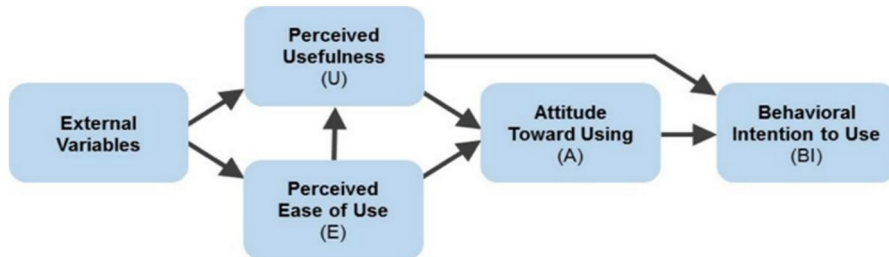 External
Variables
Perceived
Usefulness
(U)
Perceived
Ease of Use
(E)
Attitude
Toward Using
(A)
Behavioral
Intention to Use
(BI)